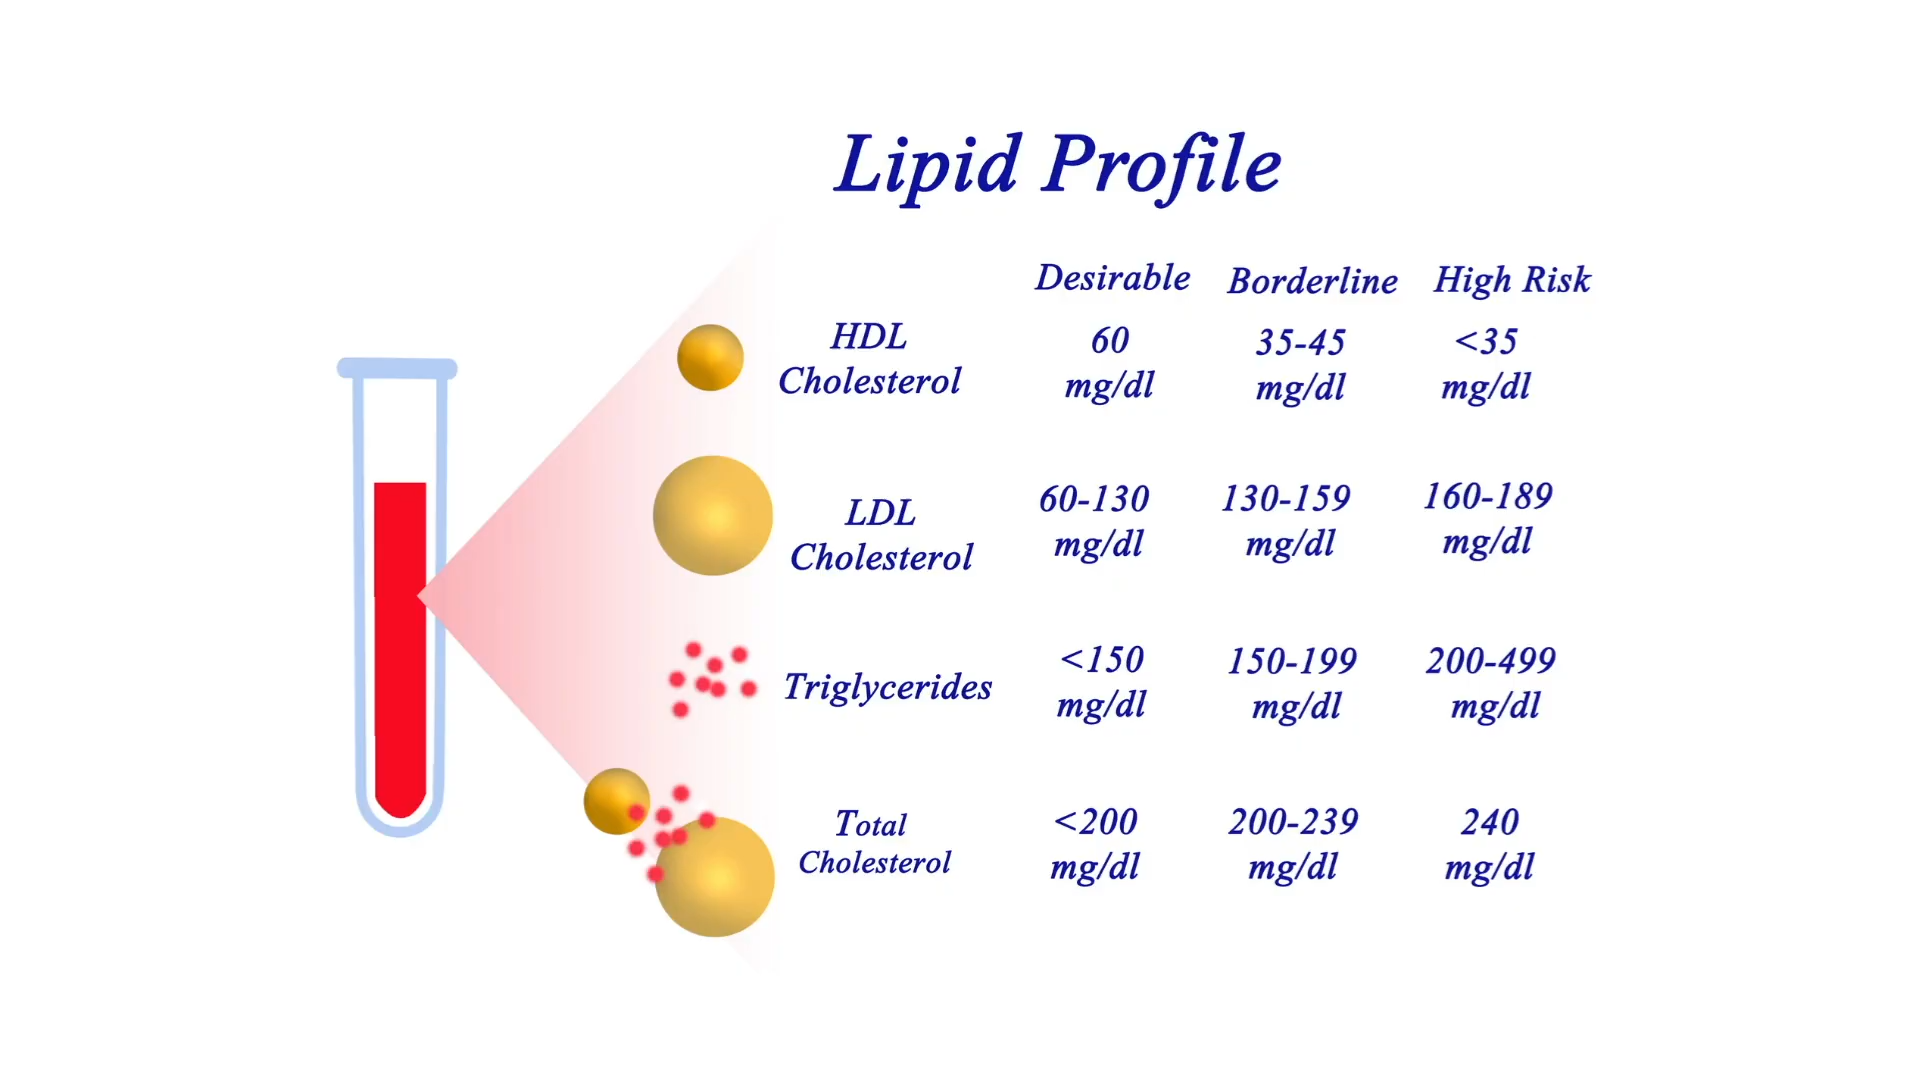 Lipid Profile
Desirable Borderline High Risk
HDL
Cholesterol
60
mg/dl
35-45
mg/dl
<35
mg/dl
LDL
Cholesterol
60-130
mg/dl
130-159
mg/dl
160-189
mg/dl
Triglycerides
<150
mg/dl
150-199
mg/dl
200-499
mg/dl
Total
Cholesterol
<200
mg/dl
200-239
mg/dl
240
mg/dl